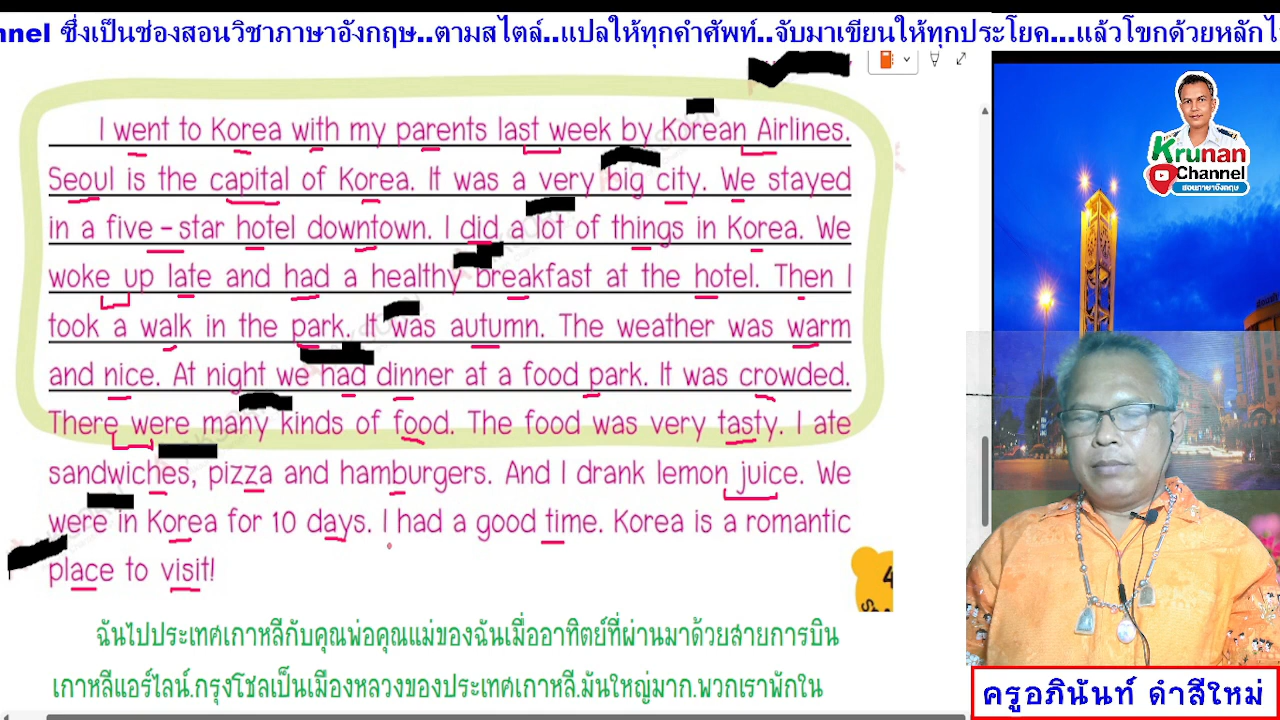 nnel ซึ่งเป็นช่องสอนวิชาภาษาอังกฤษ..ตามสไตล์..แปลให้ทุกคำศัพท์..จับมาเขียนให้ทุกประโยค...แล้วโขกด้วยหลักไ
I went to Korea with my parents last week by Korean Airlines.
Seoul is the capital of Korea. It was a very big city. We stayed
in a five-star hotel downtown. I did a lot of things in Korea. We
woke up late and had a healthy breakfast at the hotel. Then I
took a walk in the park. It was autumn. The weather was warm
and nice. At night we had dinner at a food park. It was crowded.
There were many kinds of food. The food was very tasty. I ate
sandwiches, pizza and hamburgers. And I drank lemon juice. We
were in Korea for 10 days. I had a good time. Korea is a romantic
place to visit!
4
ฉันไปประเทศเกาหลีกับคุณพ่อคุณแม่ของฉันเมื่ออาทิตย์ที่ผ่านมาด้วยสายการบิน
เกาหลีแอร์ไลน์.กรุงโซลเป็นเมืองหลวงของประเทศเกาหลี.มันใหญ่มาก.พวกเราพักใน
Krunan
Channel
สอนภาษาอังกฤษ
ครูอภินันท์ ดำสีใหม่